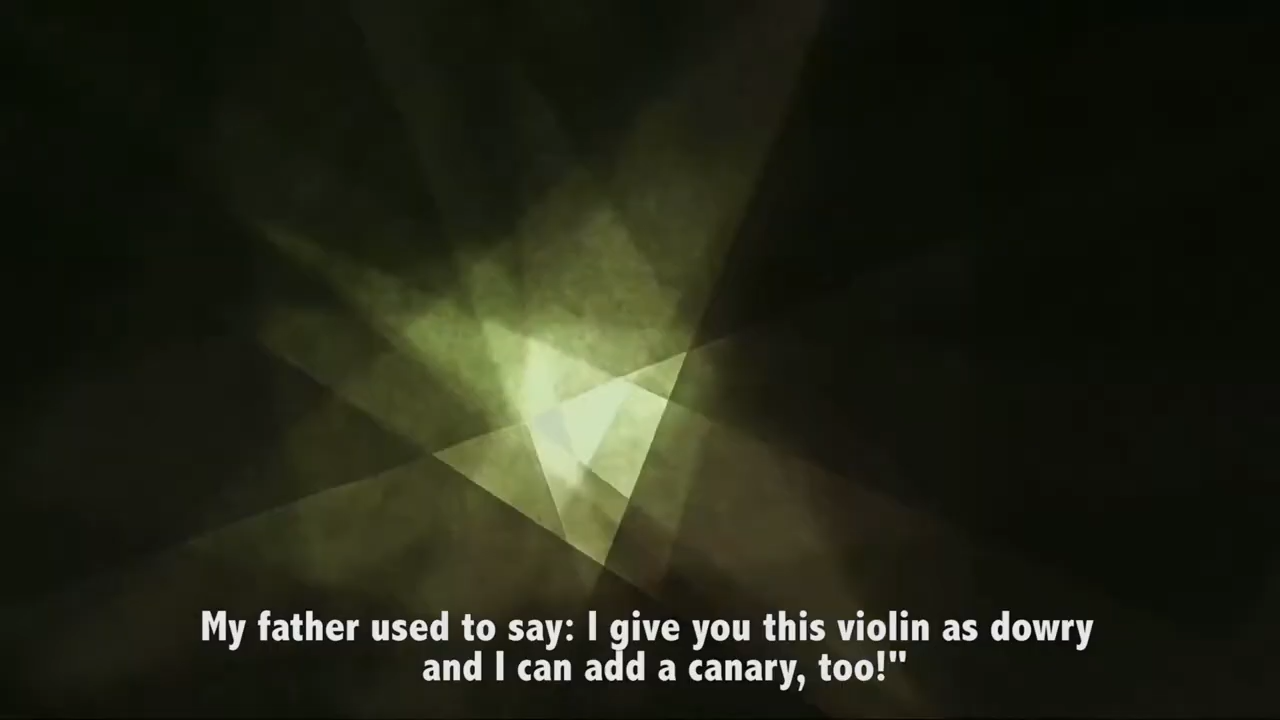 My father used to say: I give you this violin as dowry
and I can add a canary, too!"